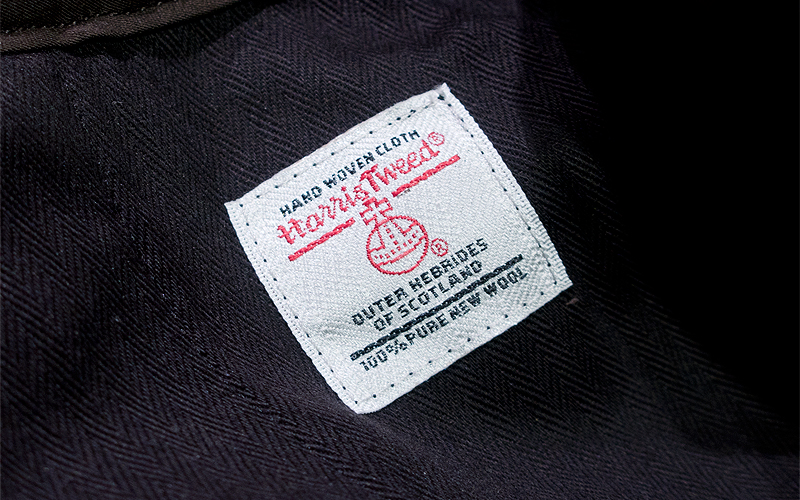 HAND WOVEN CLOTH
Harris Tweed®
®
OUTER HEBRIDES
OF SCOTLAND
100% PURE NEW WOOL